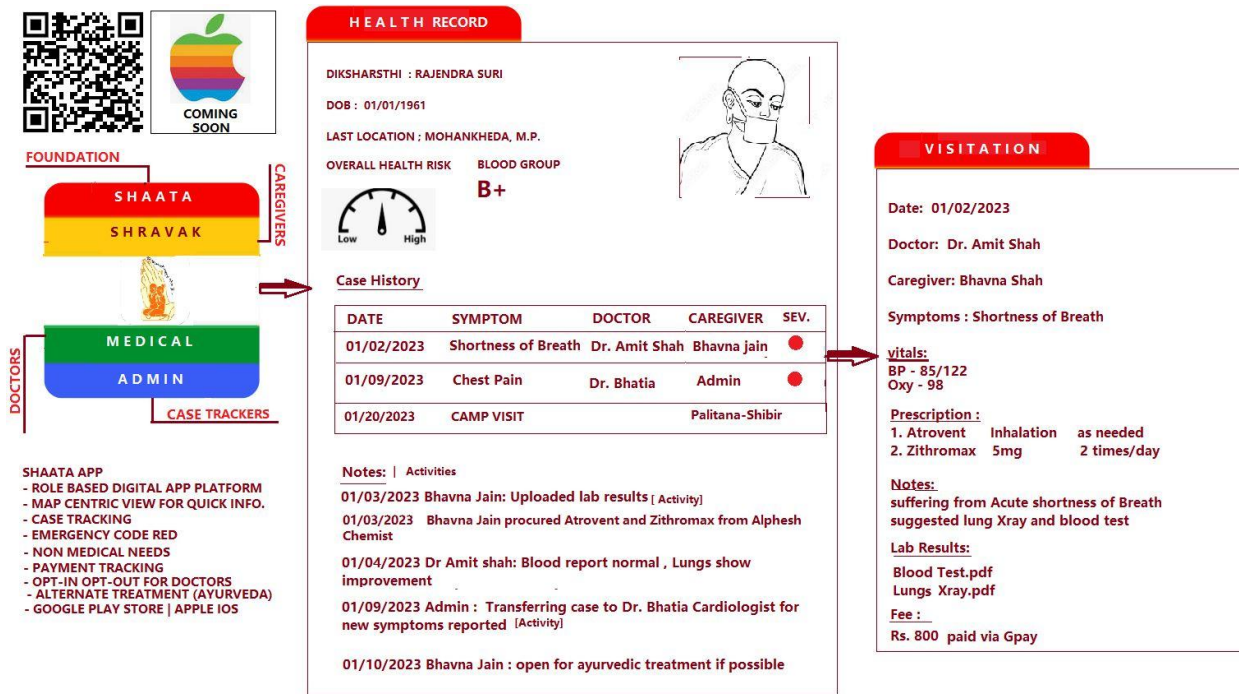 COMING
SOON
FOUNDATION
CAREGIVERS
SHAATA
SHRAVAK
MEDICAL
ADMIN
DOCTORS
CASE TRACKERS
SHAATA APP
- ROLE BASED DIGITAL APP PLATFORM
- MAP CENTRIC VIEW FOR QUICK INFO.
- CASE TRACKING
- EMERGENCY CODE RED
- NON MEDICAL NEEDS
- PAYMENT TRACKING
- OPT-IN OPT-OUT FOR DOCTORS
- ALTERNATE TREATMENT (AYURVEDA)
- GOOGLE PLAY STORE | APPLE IOS
HEALTH RECORD
DIKSHARSTHI : RAJENDRA SURI
DOB : 01/01/1961
LAST LOCATION ; MOHANKHEDA, M.P.
OVERALL HEALTH RISK BLOOD GROUP
B+
Low High
Case History
DATE SYMPTOM DOCTOR CAREGIVER SEV.
01/02/2023 Shortness of Breath Dr. Amit Shah Bhavna jain
01/09/2023 Chest Pain Dr. Bhatia Admin
01/20/2023 CAMP VISIT Palitana-Shibir
Notes: | Activities
01/03/2023 Bhavna Jain: Uploaded lab results [ Activity]
01/03/2023 Bhavna Jain procured Atrovent and Zithromax from Alphesh
Chemist
01/04/2023 Dr Amit shah: Blood report normal , Lungs show
improvement
01/09/2023 Admin : Transferring case to Dr. Bhatia Cardiologist for
new symptoms reported [Activity]
01/10/2023 Bhavna Jain : open for ayurvedic treatment if possible
VISITATION
Date: 01/02/2023
Doctor: Dr. Amit Shah
Caregiver: Bhavna Shah
Symptoms : Shortness of Breath
vitals:
BP - 85/122
Oxy - 98
Prescription :
1. Atrovent Inhalation as needed
2. Zithromax 5mg 2 times/day
Notes:
suffering from Acute shortness of Breath
suggested lung Xray and blood test
Lab Results:
Blood Test.pdf
Lungs Xray.pdf
Fee :
Rs. 800 paid via Gpay